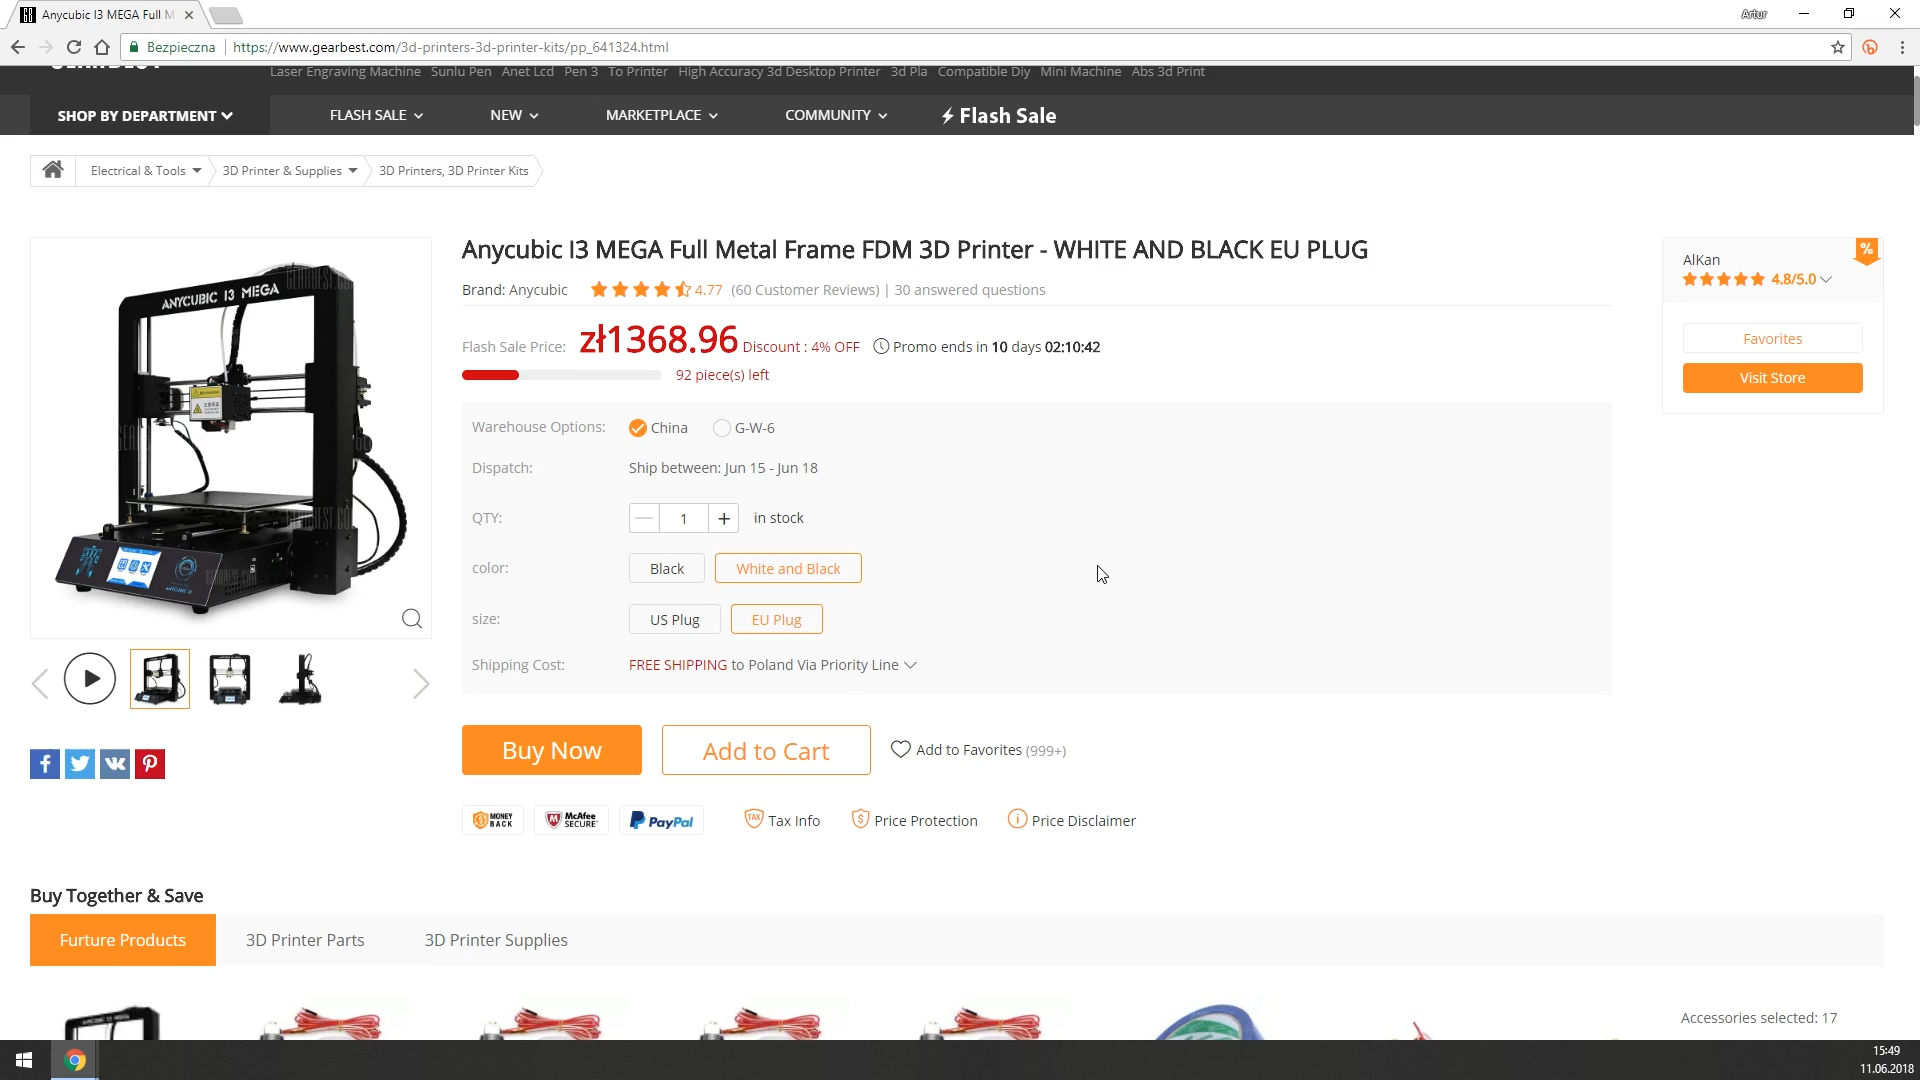 Anycubic I3 MEGA Full M
Artur
Bezpieczna https://www.gearbest.com/3d-printers-3d-printer-kits/pp_641324.html
Laser Engraving Machine Sunlu Pen Anet Lcd Pen 3 To Printer High Accuracy 3d Desktop Printer 3d Pla Compatible Diy Mini Machine Abs 3d Print
SHOP BY DEPARTMENT FLASH SALE NEW MARKETPLACE COMMUNITY Flash Sale
Electrical & Tools 3D Printer & Supplies 3D Printers, 3D Printer Kits
ANYCUBIC I3 MEGA
Anycubic I3 MEGA Full Metal Frame FDM 3D Printer - WHITE AND BLACK EU PLUG
Brand: Anycubic 4.77 (60 Customer Reviews) | 30 answered questions
Flash Sale Price: zł1368.96 Discount : 4% OFF Promo ends in 10 days 02:10:42
92 piece(s) left
Warehouse Options: China G-W-6
Dispatch: Ship between: Jun 15 - Jun 18
QTY: 1 + in stock
color: Black White and Black
size: US Plug EU Plug
Shipping Cost: FREE SHIPPING to Poland Via Priority Line
Buy Now Add to Cart Add to Favorites (999+)
MONEY BACK McAfee SECURE PayPal TAX Tax Info $ Price Protection Price Disclaimer
%
AlKan
4.8/5.0
Favorites
Visit Store
Buy Together & Save
Furture Products 3D Printer Parts 3D Printer Supplies
Accessories selected: 17
15:49
11.06.2018